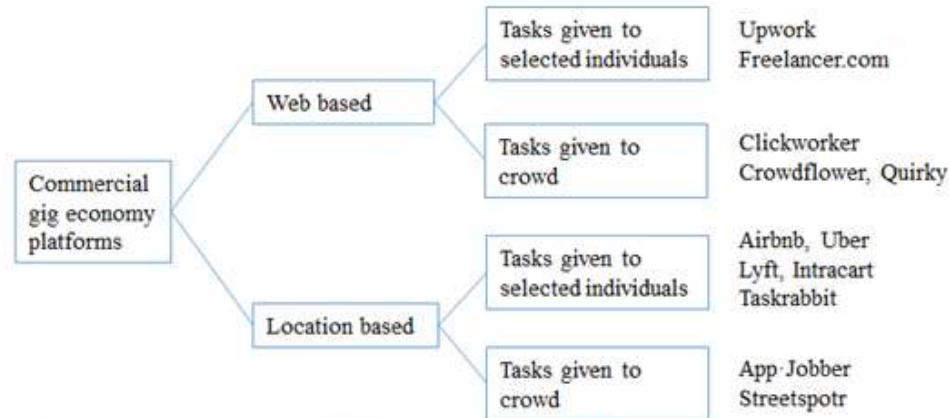 Commercial
gig economy
platforms
Web based
Tasks given to
selected individuals
Upwork
Freelancer.com
Tasks given to
crowd
Clickworker
Crowdflower, Quirky
Location based
Tasks given to
selected individuals
Airbnb, Uber
Lyft, Intracart
Taskrabbit
Tasks given to
crowd
App·Jobber
Streetspotr